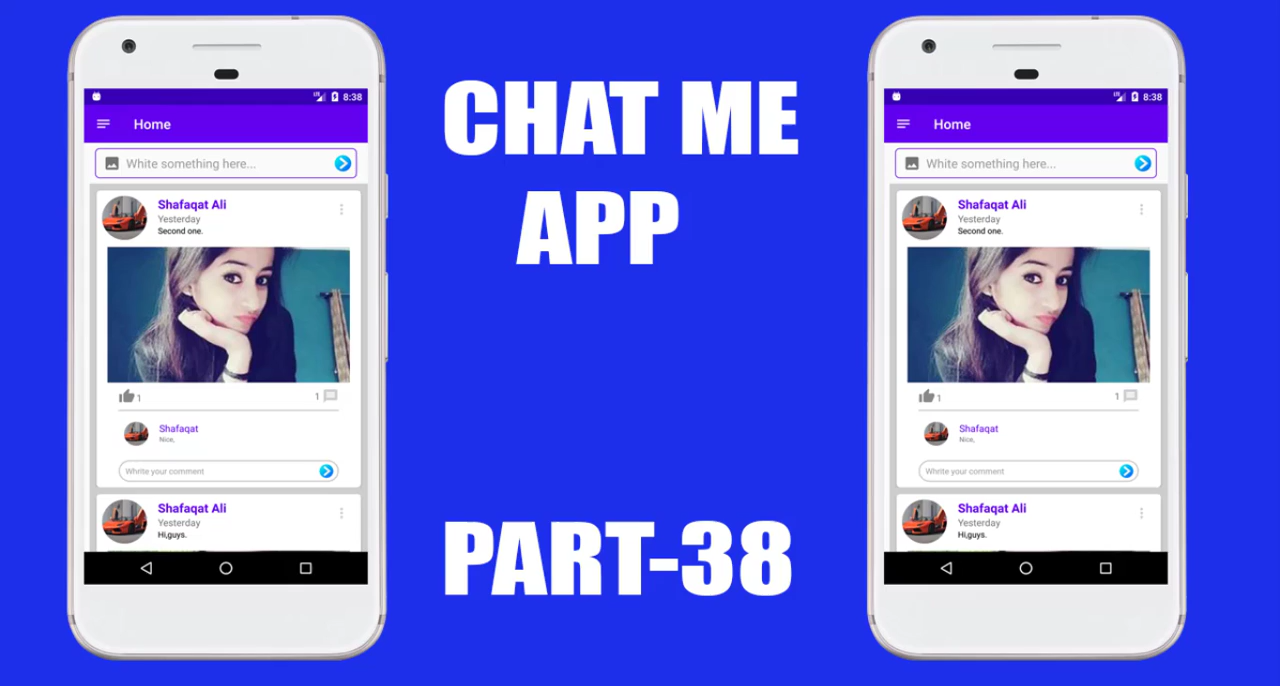 8:38
Home
White something here...
Shafaqat Ali
Yesterday
Second one.
1
1
Shafaqat
Nice,
Whrite your comment
Shafaqat Ali
Yesterday
Hi,guys.
CHAT ME
APP
PART-38
8:38
Home
White something here...
Shafaqat Ali
Yesterday
Second one.
1
1
Shafaqat
Nice,
Whrite your comment
Shafaqat Ali
Yesterday
Hi,guys.